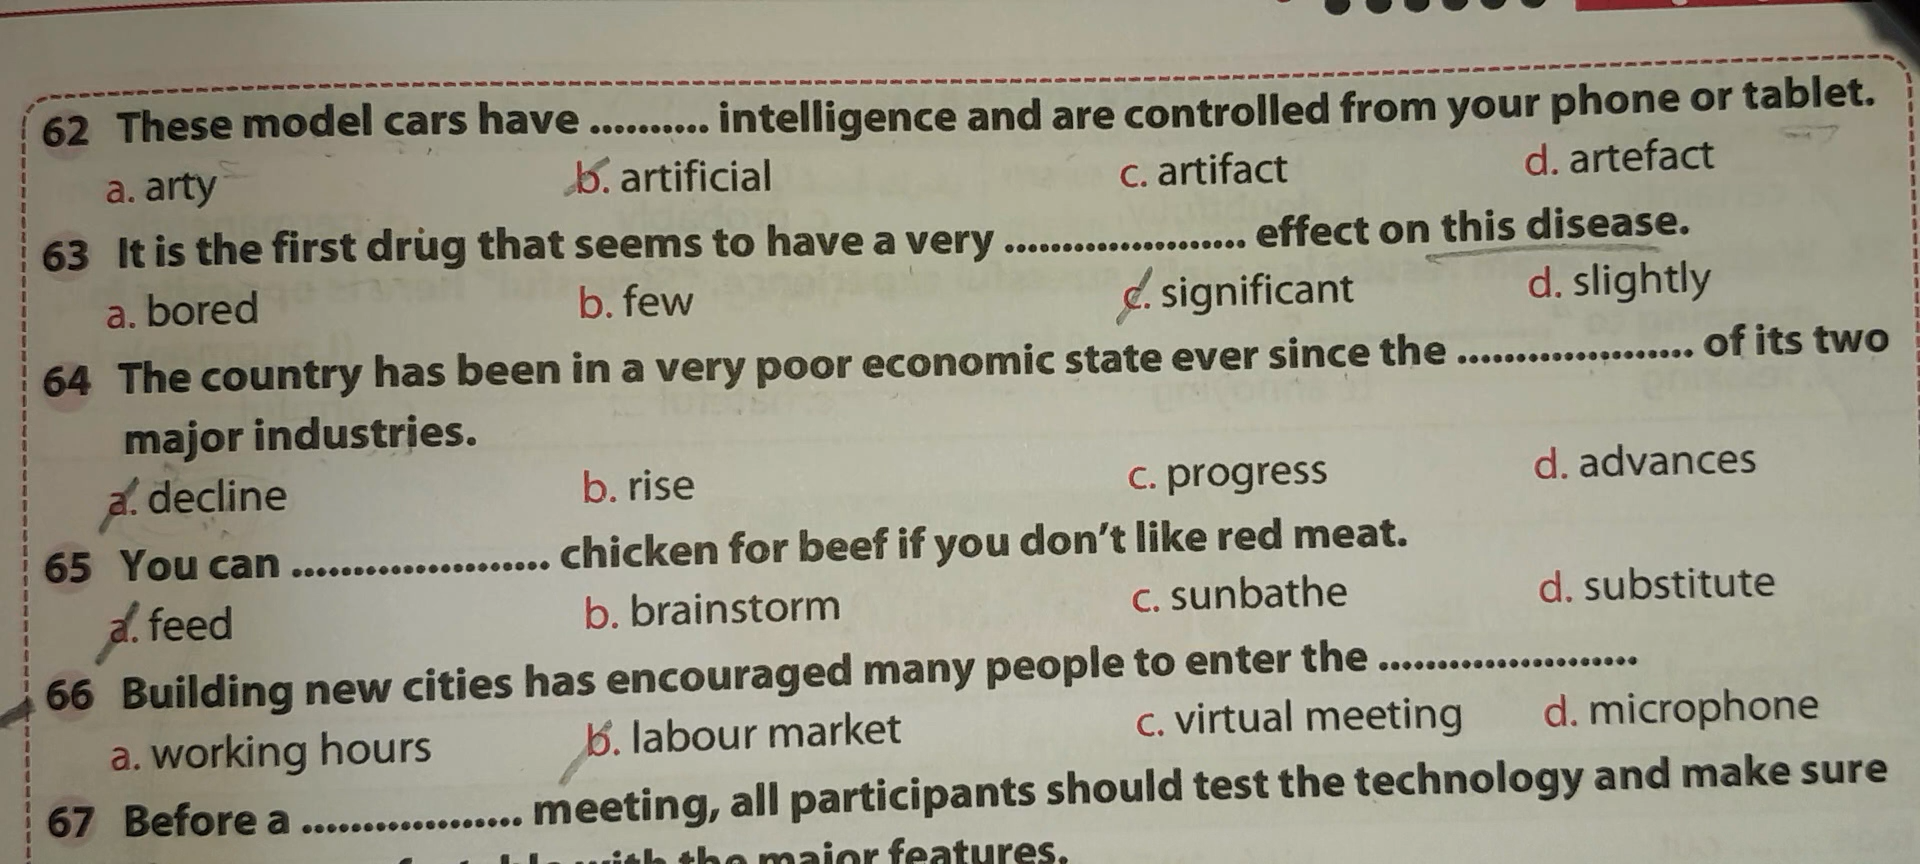 62 These model cars have .......... intelligence and are controlled from your phone or tablet.
a. arty b. artificial c. artifact d. artefact
63 It is the first drug that seems to have a very .................... effect on this disease.
a. bored b. few c. significant d. slightly
64 The country has been in a very poor economic state ever since the .................... of its two
major industries.
a. decline b. rise c. progress d. advances
65 You can ...................... chicken for beef if you don't like red meat.
a. feed b. brainstorm c. sunbathe d. substitute
66 Building new cities has encouraged many people to enter the ......................
a. working hours b. labour market c. virtual meeting d. microphone
67 Before a .................. meeting, all participants should test the technology and make sure
with the major features.